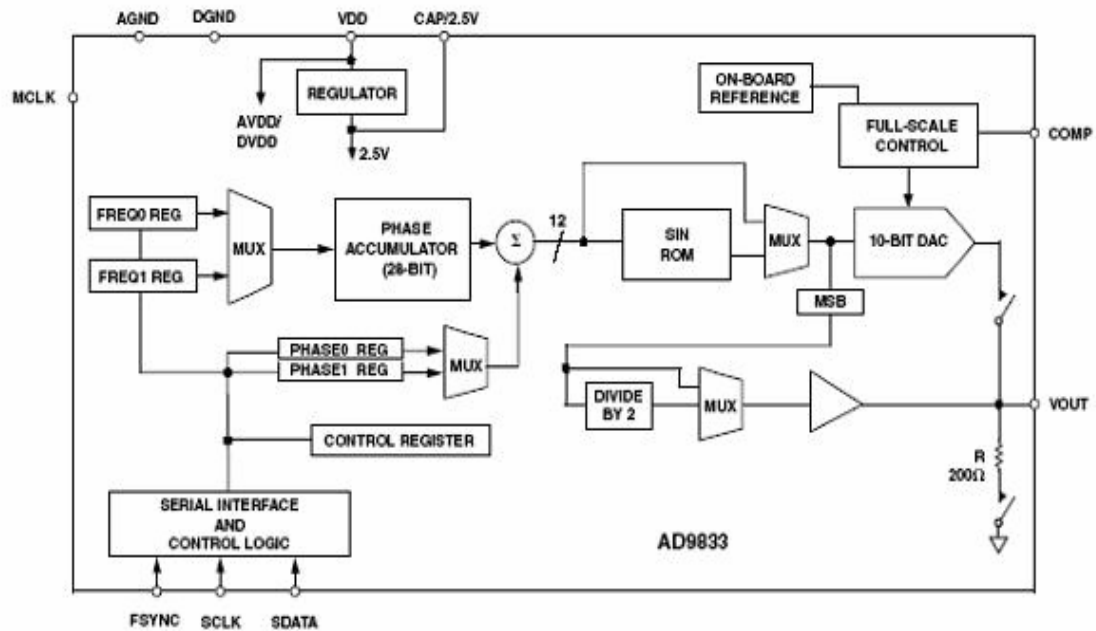 AGND
DGND
VDD
CAP/2.5V
MCLK
REGULATOR
AVDD/
DVDD
2.5V
ON-BOARD
REFERENCE
FULL-SCALE
CONTROL
COMP
FREQ0 REG
FREQ1 REG
MUX
PHASE
ACCUMULATOR
(28-BIT)
Σ
12
SIN
ROM
MUX
10-BIT DAC
MSB
PHASE0 REG
PHASE1 REG
MUX
DIVIDE
BY 2
MUX
VOUT
CONTROL REGISTER
R
200Ω
SERIAL INTERFACE
AND
CONTROL LOGIC
AD9833
FSYNC
SCLK
SDATA